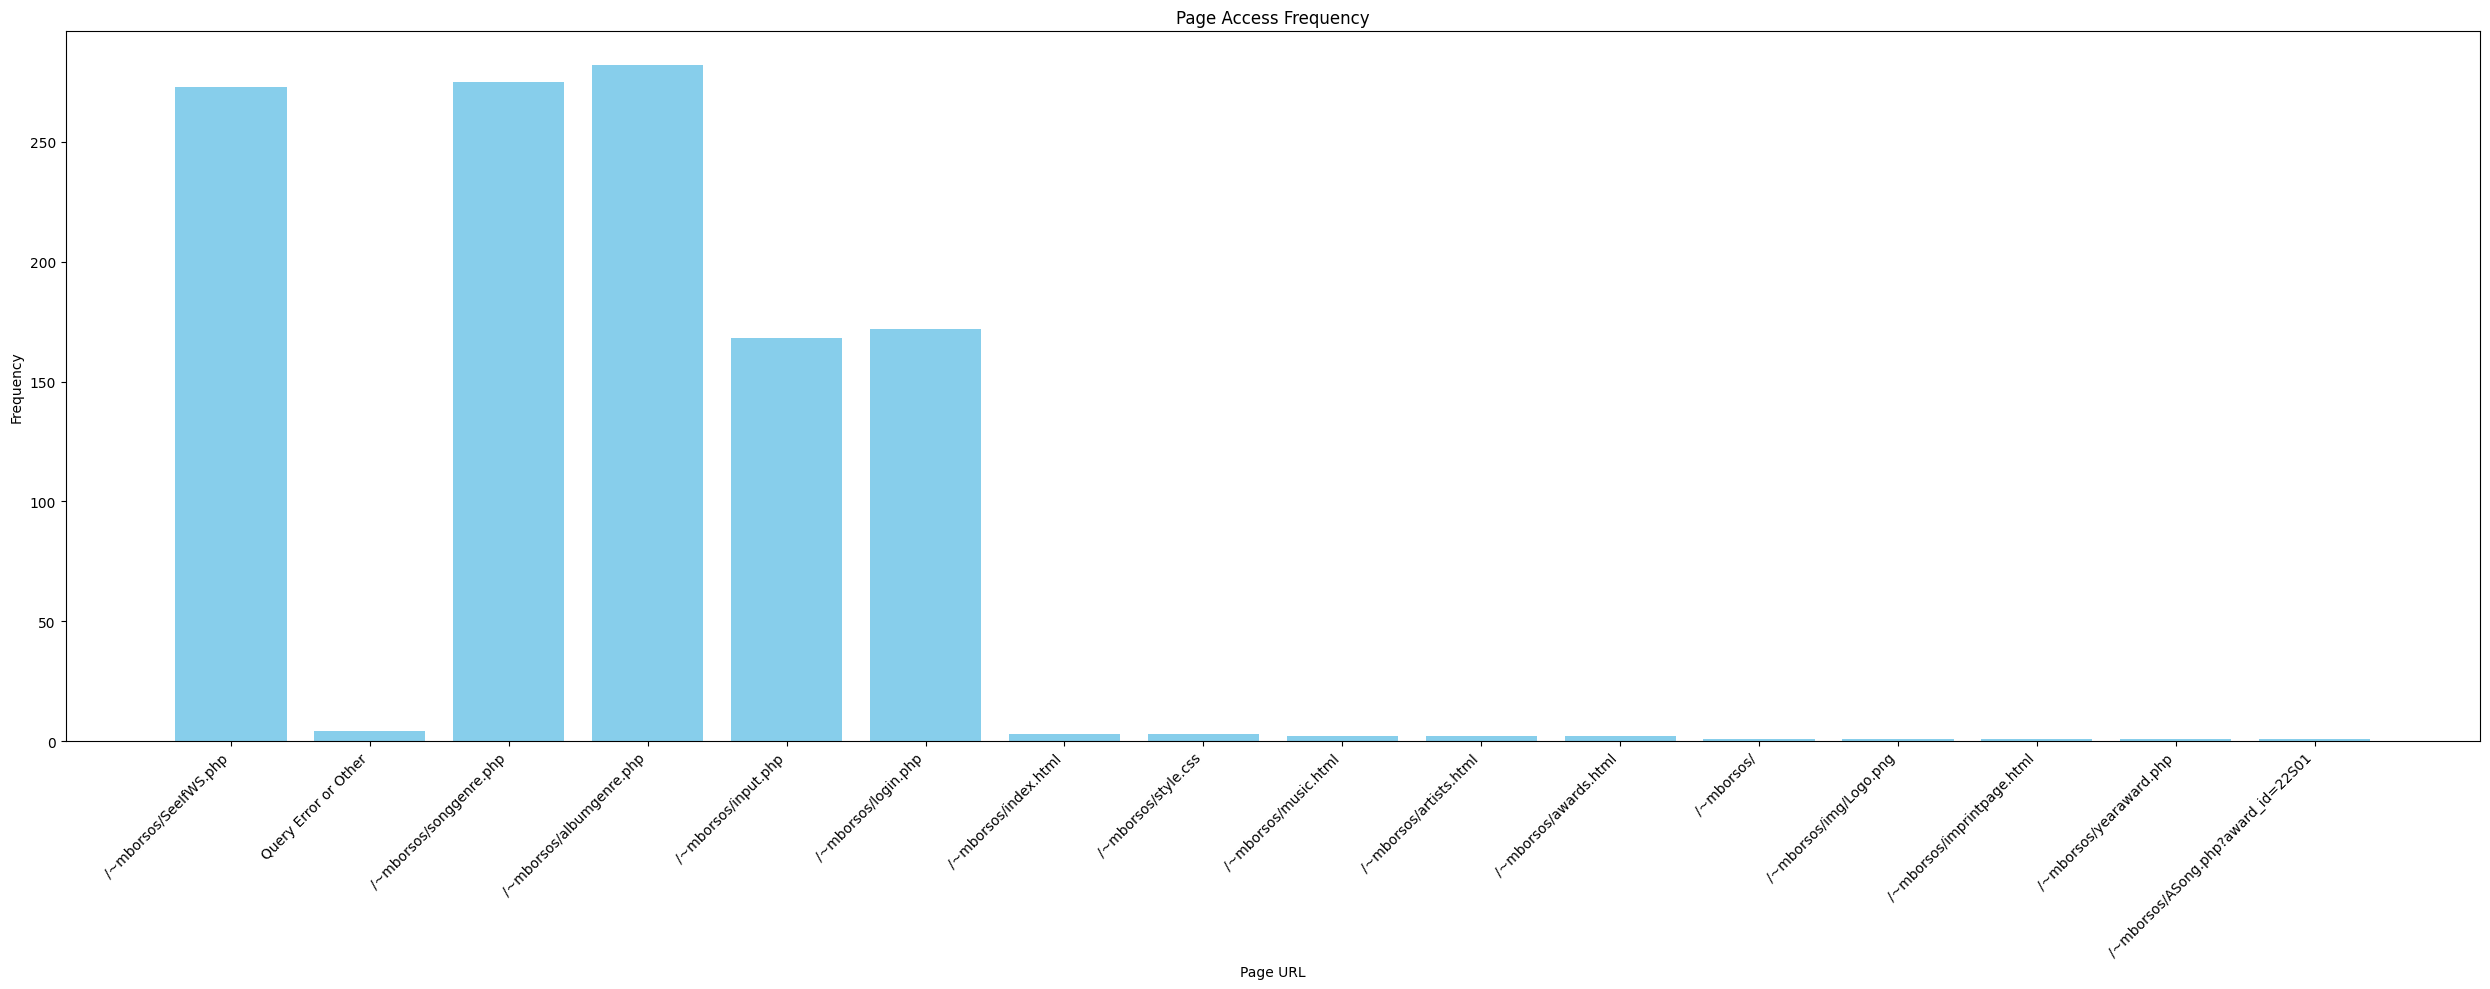 Page Access Frequency
Frequency
250
200
150
100
50
0
/~mborsos/SeelfWS.php
Query Error or Other
/~mborsos/songgenre.php
/~mborsos/albumgenre.php
/~mborsos/input.php
/~mborsos/login.php
/~mborsos/index.html
/~mborsos/style.css
/~mborsos/music.html
/~mborsos/artists.html
/~mborsos/awards.html
/~mborsos/
/~mborsos/img/Logo.png
/~mborsos/imprintpage.html
/~mborsos/yearaward.php
/~mborsos/ASong.php?award_id=22S01
Page URL